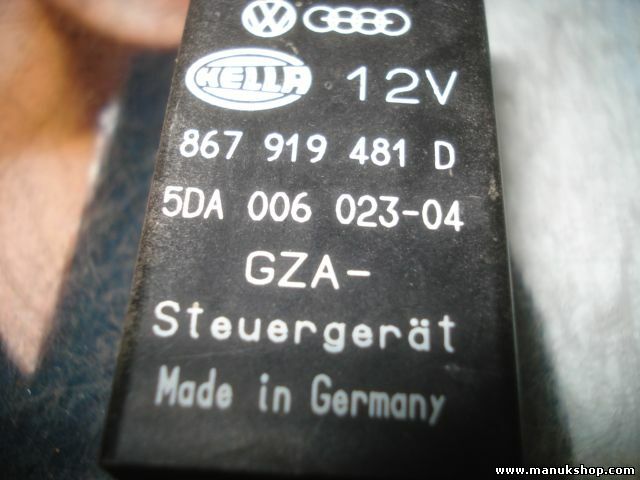 HELLA 12V
867 919 481 D
5DA 006 023-04
GZA-
Steuergerät
Made in Germany
www.manukshop.com